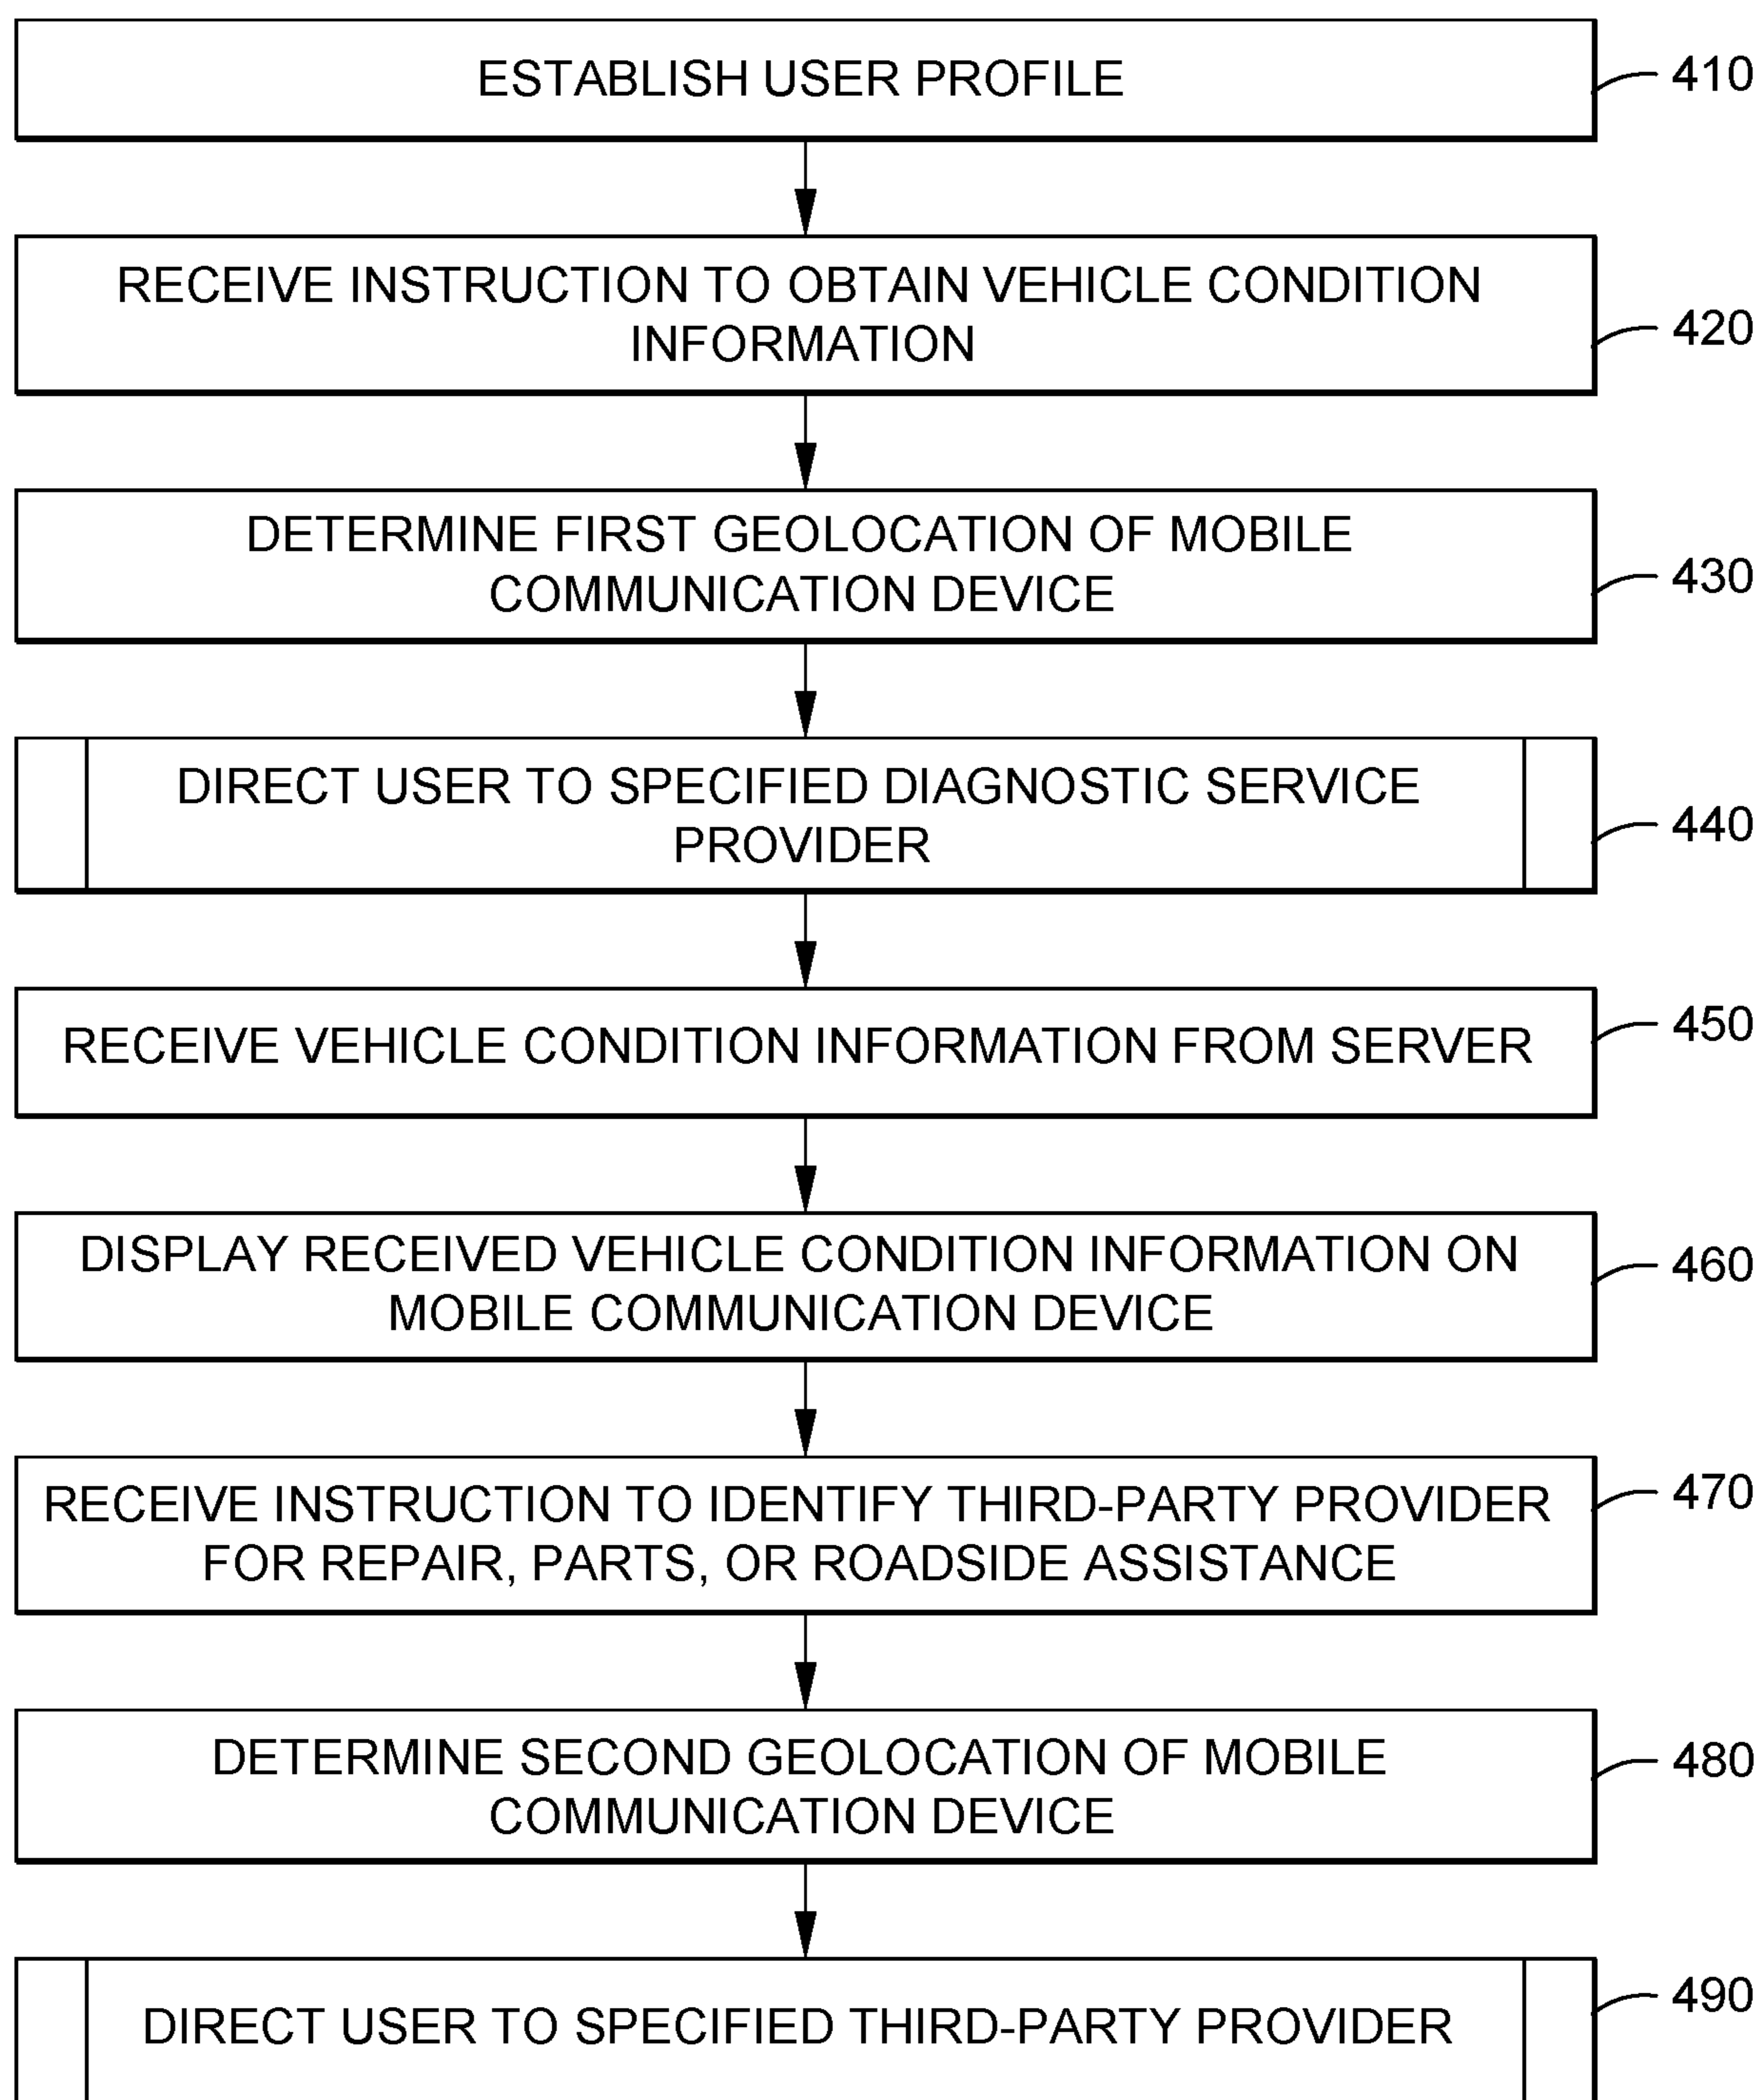 ESTABLISH USER PROFILE
410
RECEIVE INSTRUCTION TO OBTAIN VEHICLE CONDITION
INFORMATION
420
DETERMINE FIRST GEOLOCATION OF MOBILE
COMMUNICATION DEVICE
430
DIRECT USER TO SPECIFIED DIAGNOSTIC SERVICE
PROVIDER
440
RECEIVE VEHICLE CONDITION INFORMATION FROM SERVER
450
DISPLAY RECEIVED VEHICLE CONDITION INFORMATION ON
MOBILE COMMUNICATION DEVICE
460
RECEIVE INSTRUCTION TO IDENTIFY THIRD-PARTY PROVIDER
FOR REPAIR, PARTS, OR ROADSIDE ASSISTANCE
470
DETERMINE SECOND GEOLOCATION OF MOBILE
COMMUNICATION DEVICE
480
DIRECT USER TO SPECIFIED THIRD-PARTY PROVIDER
490